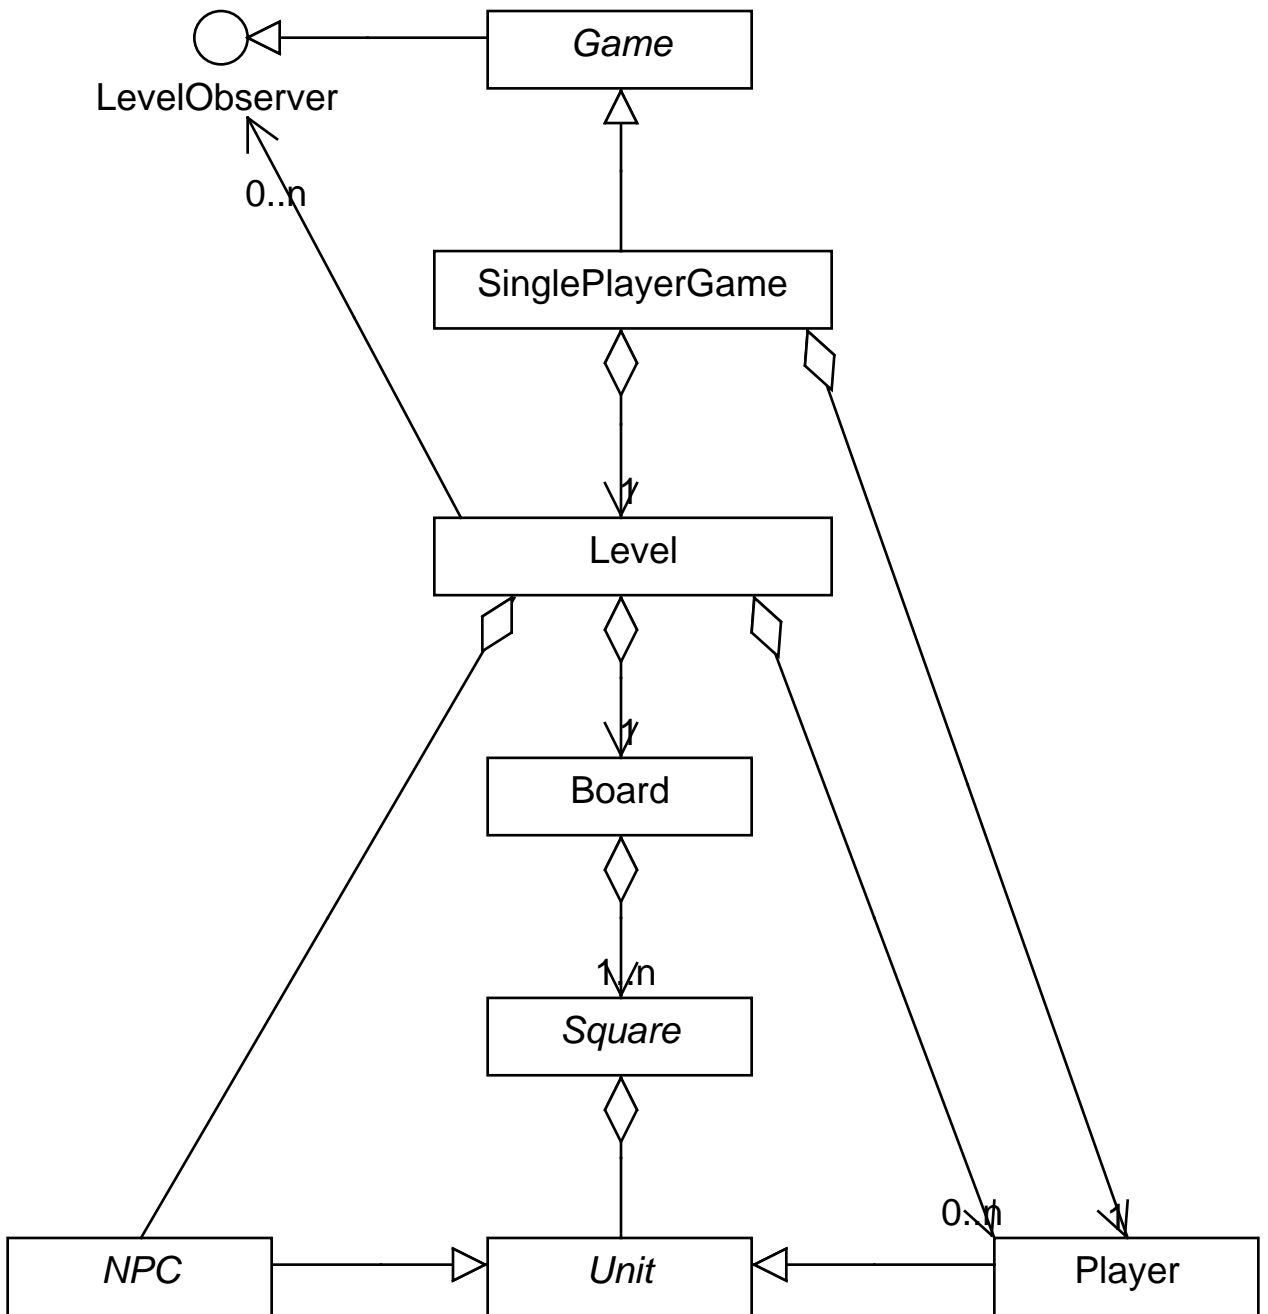 Game
LevelObserver
0..n
SinglePlayerGame
1
Level
1
Board
1..n
Square
0..n
1
NPC
Unit
Player